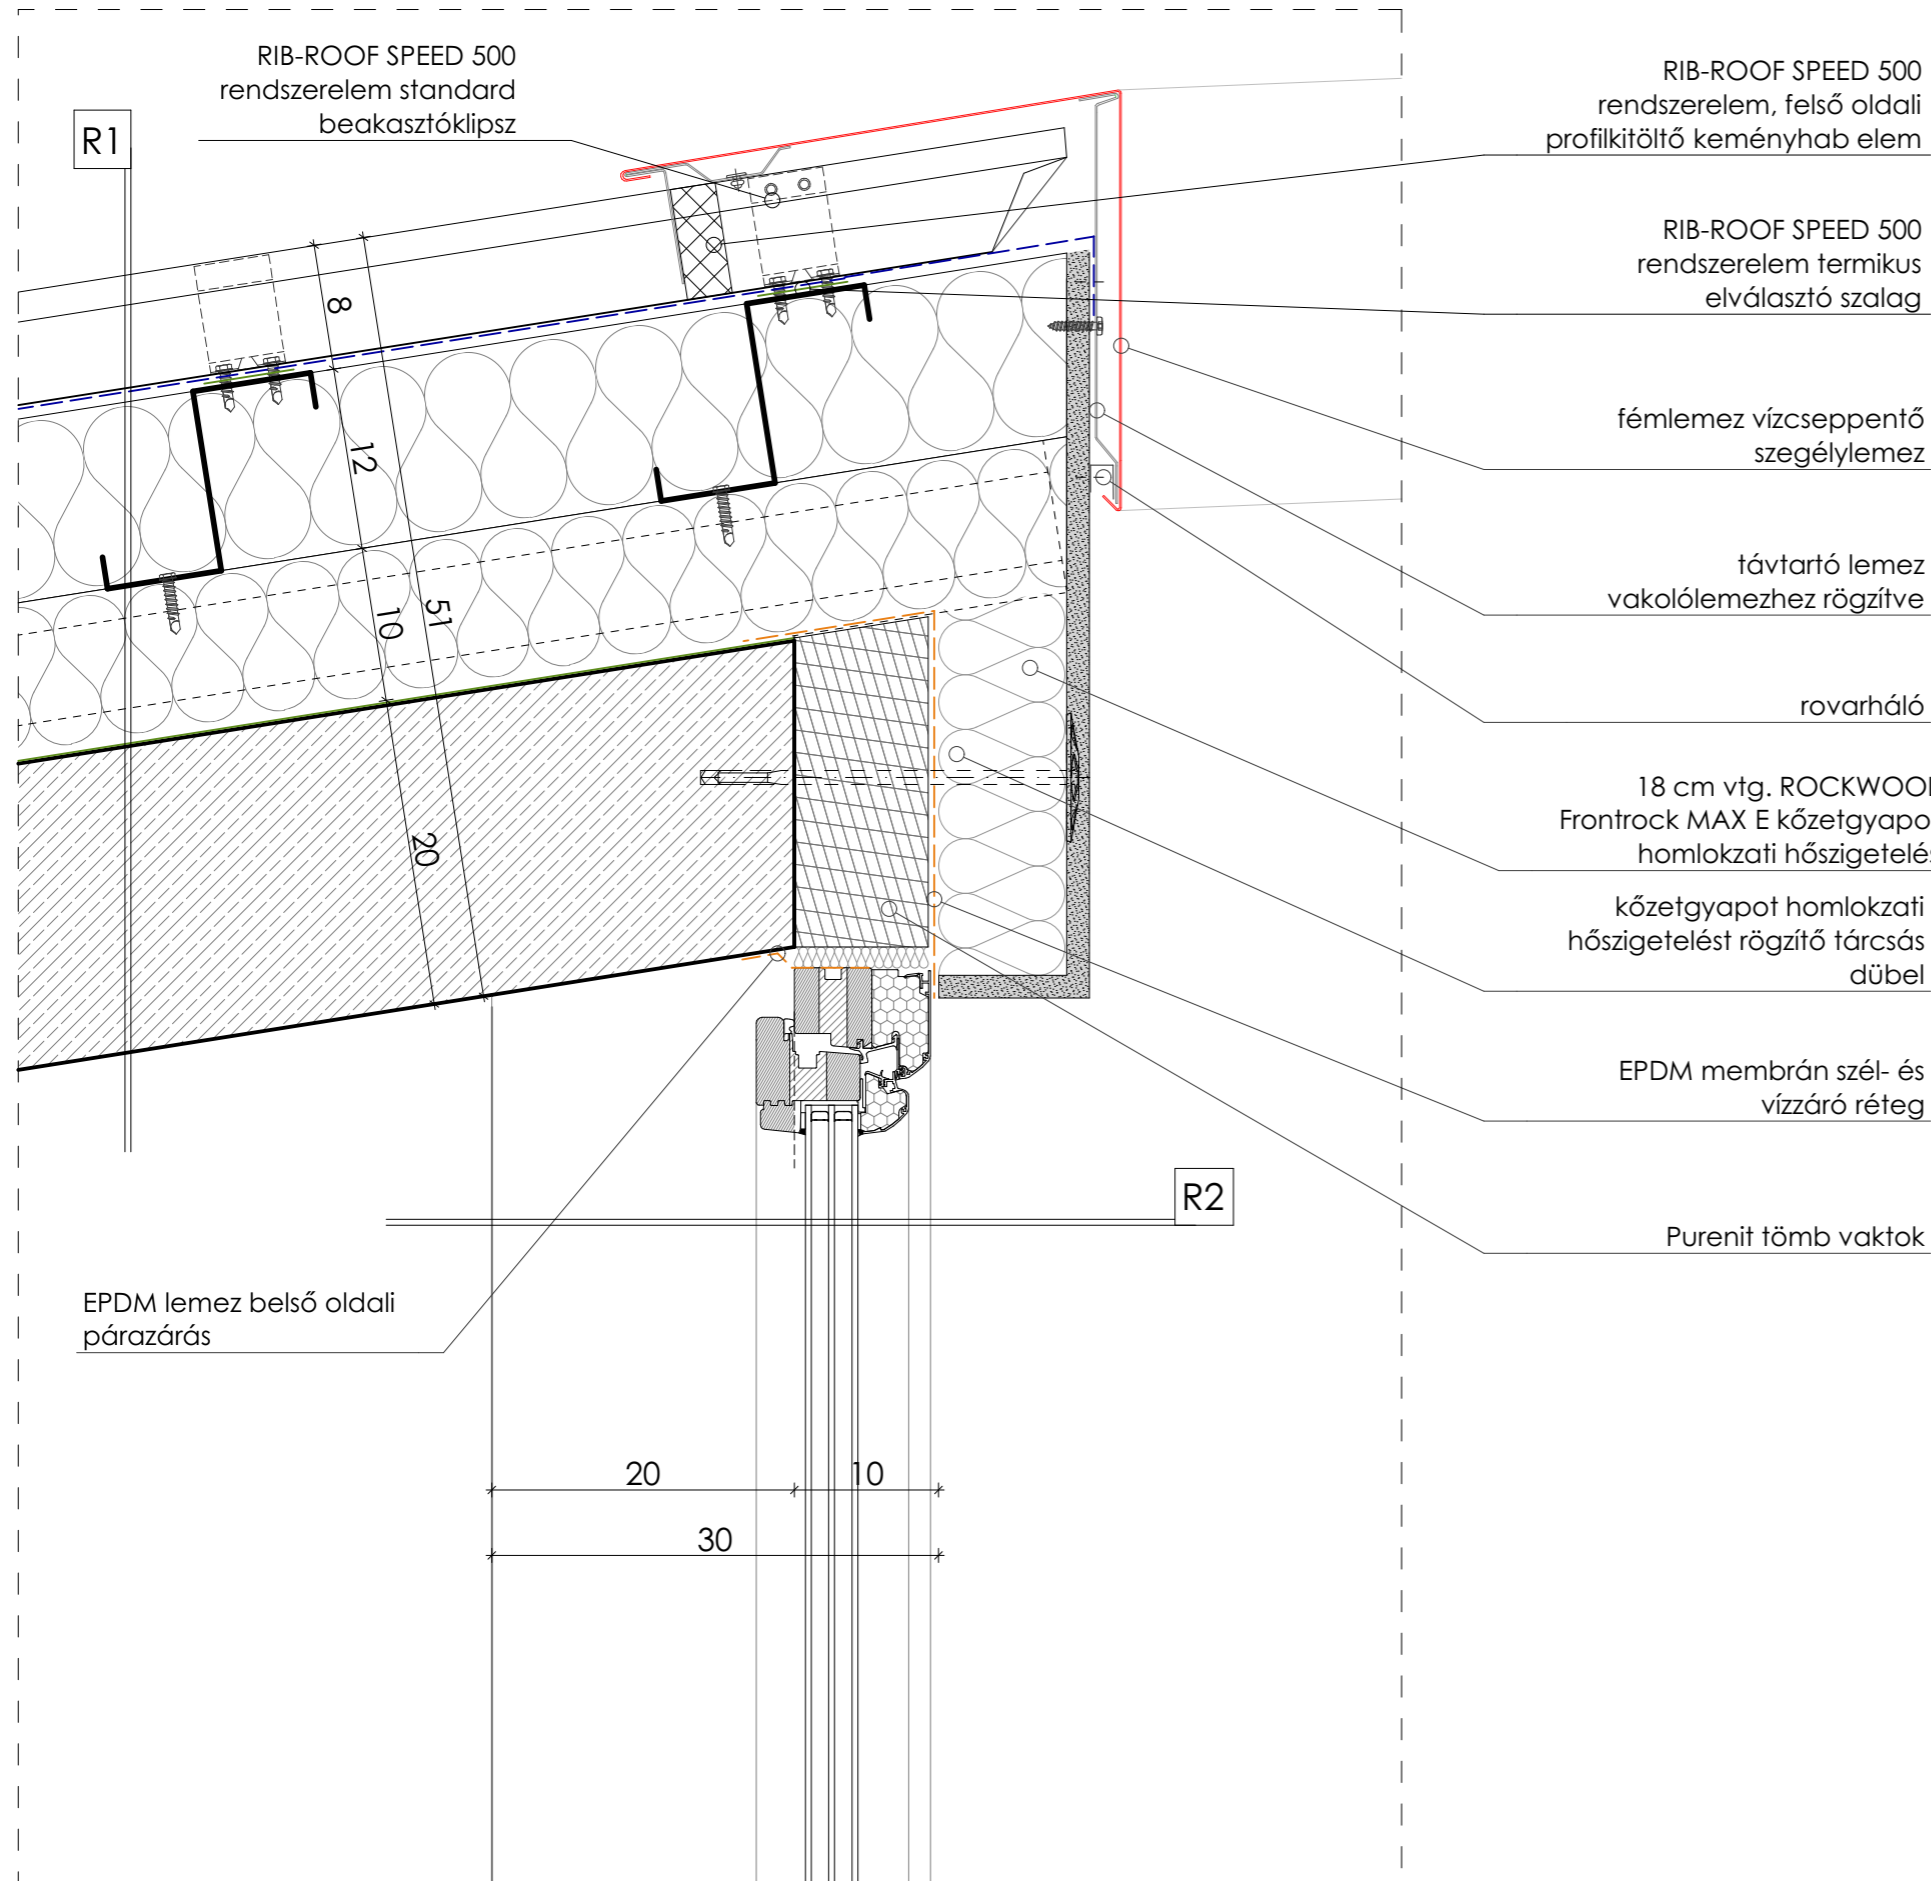 RIB-ROOF SPEED 500
rendszerelem standard
beakasztóklipsz
R1
RIB-ROOF SPEED 500
rendszerelem, felső oldali
profilkitöltő keményhab elem
RIB-ROOF SPEED 500
rendszerelem termikus
elválasztó szalag
fémlemez vízcseppentő
szegélylemez
távtartó lemez
vakolólemezhez rögzítve
rovarháló
18 cm vtg. ROCKWOOL
Frontrock MAX E kőzetgyapo
homlokzati hőszigetelés
kőzetgyapot homlokzati
hőszigetelést rögzítő tárcsás
dübel
EPDM membrán szél- és
vízzáró réteg
Purenit tömb vaktok
8
12
10
51
20
R2
EPDM lemez belső oldali
párazárás
20
10
30